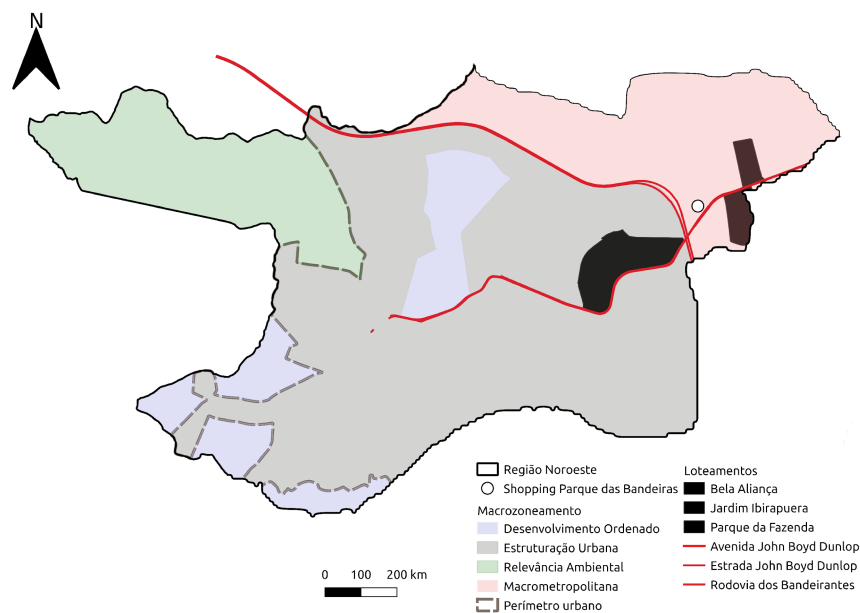 N
Região Noroeste
Shopping Parque das Bandeiras
Macrozoneamento
Desenvolvimento Ordenado
Estruturação Urbana
Relevância Ambiental
Macrometropolitana
Perímetro urbano
Loteamentos
Bela Aliança
Jardim Ibirapuera
Parque da Fazenda
Avenida John Boyd Dunlop
Estrada John Boyd Dunlop
Rodovia dos Bandeirantes
0 100 200 km